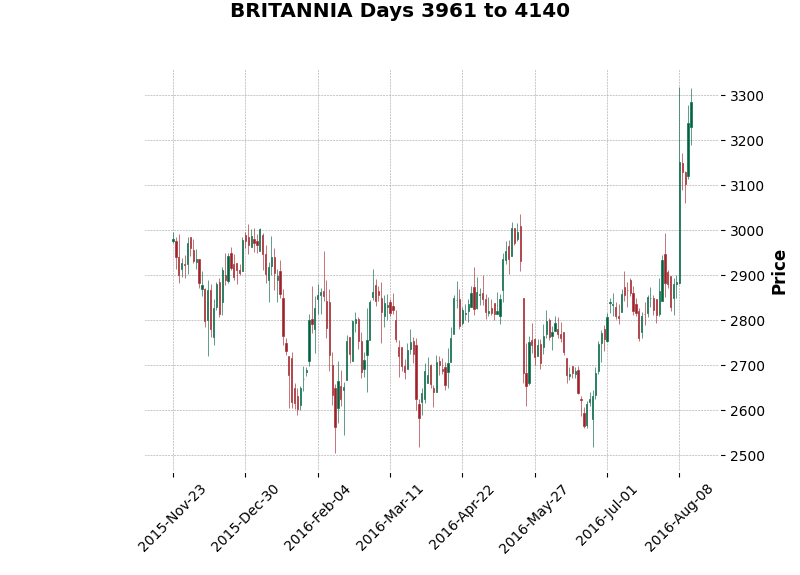 BRITANNIA Days 3961 to 4140
3300
3200
3100
3000
2900
2800
2700
2600
2500
Price
2015-Nov-23
2015-Dec-30
2016-Feb-04
2016-Mar-11
2016-Apr-22
2016-May-27
2016-Jul-01
2016-Aug-08